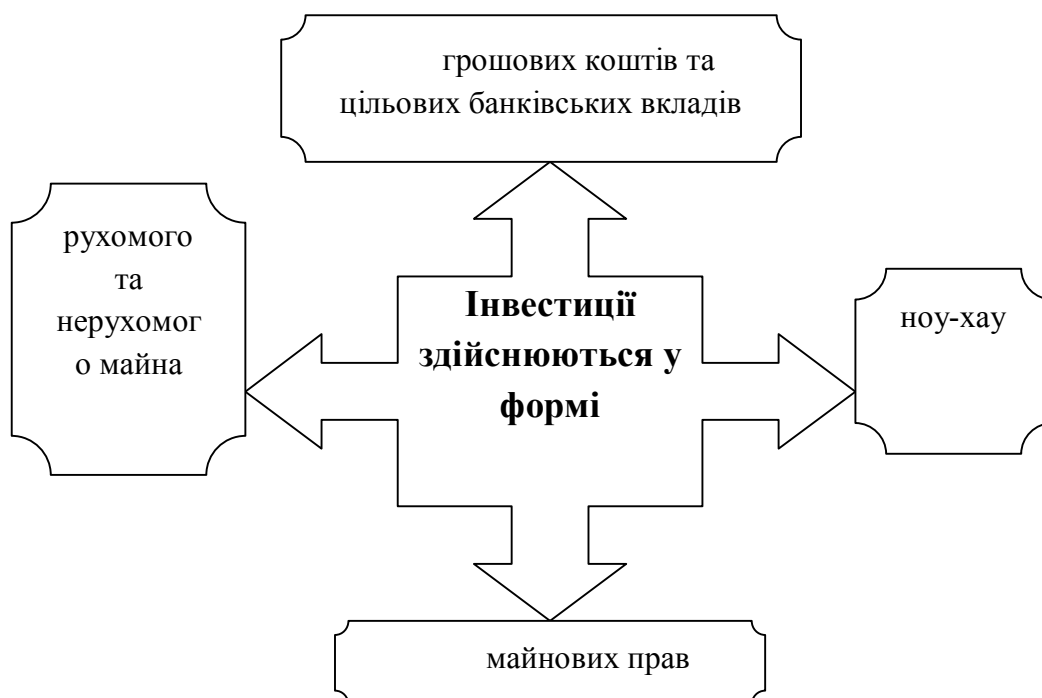 грошових коштів та
цільових банківських вкладів
рухомого
та
нерухомог
о майна
Інвестиції
здійснюються у
формі
ноу-хау
майнових прав